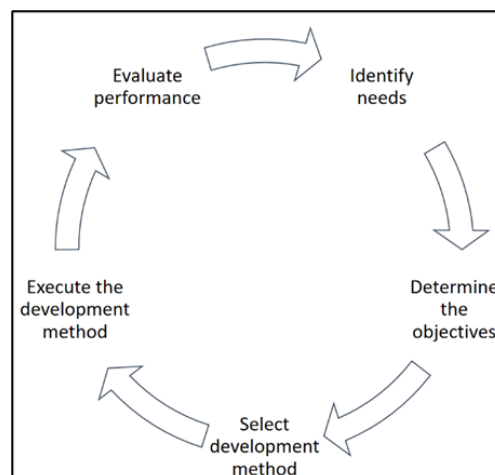 Evaluate
performance
Identify
needs
Determine
the
objectives
Select
development
method
Execute the
development
method